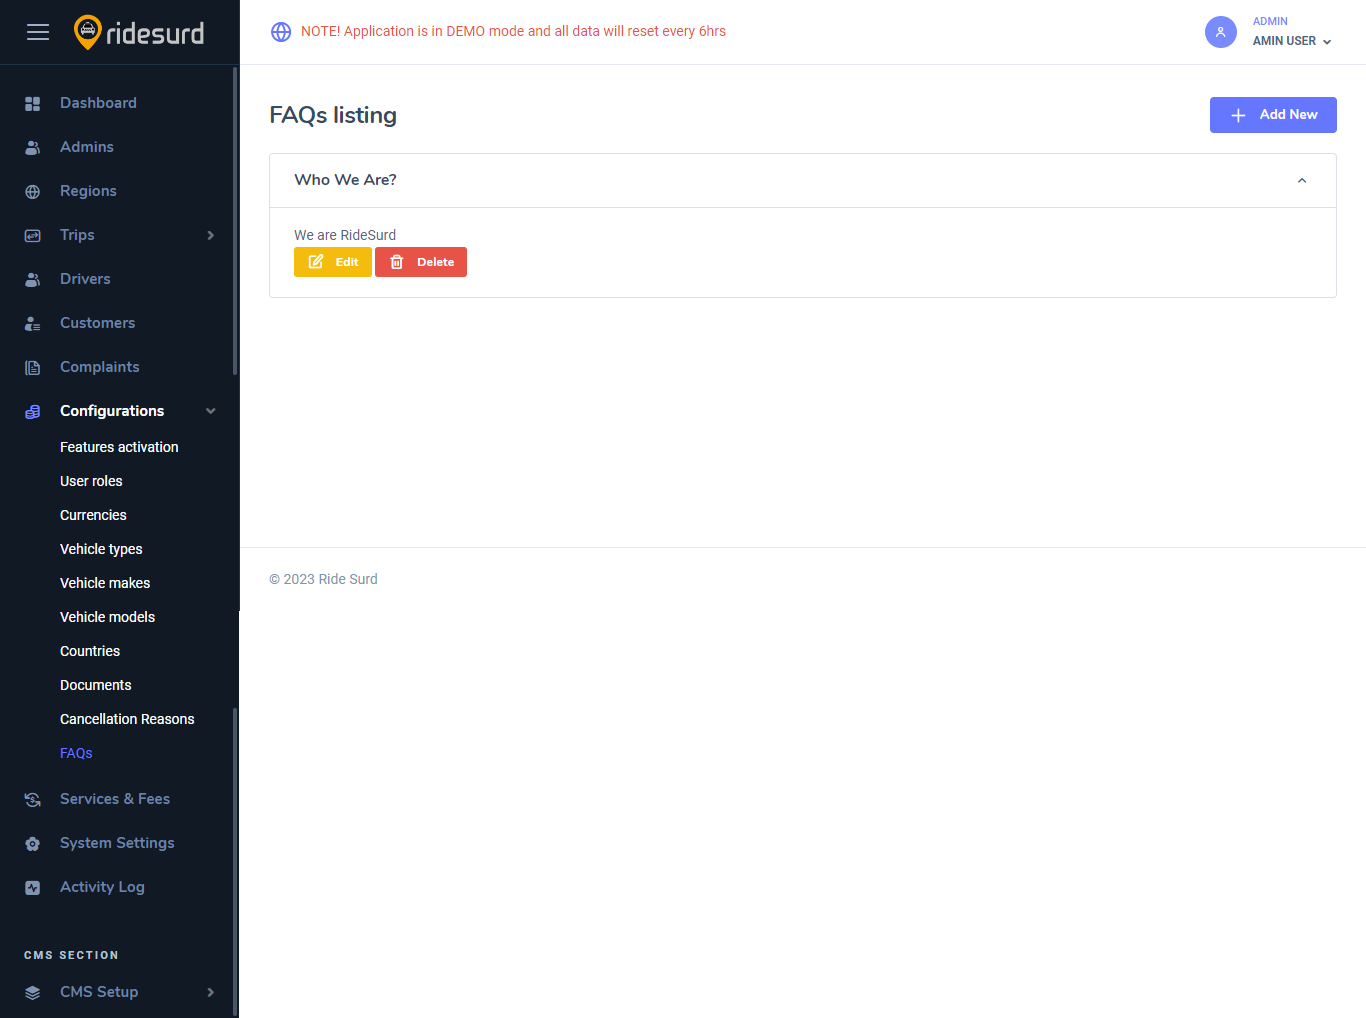 ridesurd
NOTE! Application is in DEMO mode and all data will reset every 6hrs
ADMIN
AMIN USER
Dashboard
Admins
Regions
Trips
Drivers
Customers
Complaints
Configurations
Features activation
User roles
Currencies
Vehicle types
Vehicle makes
Vehicle models
Countries
Documents
Cancellation Reasons
FAQs
Services & Fees
System Settings
Activity Log
CMS SECTION
CMS Setup
FAQs listing
Add New
Who We Are?
We are RideSurd
Edit Delete
© 2023 Ride Surd